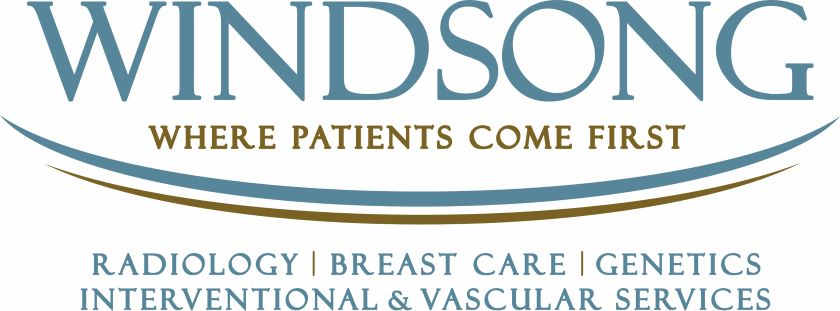 WINDSONG
WHERE PATIENTS COME FIRST
RADIOLOGY | BREAST CARE | GENETICS
INTERVENTIONAL & VASCULAR SERVICES